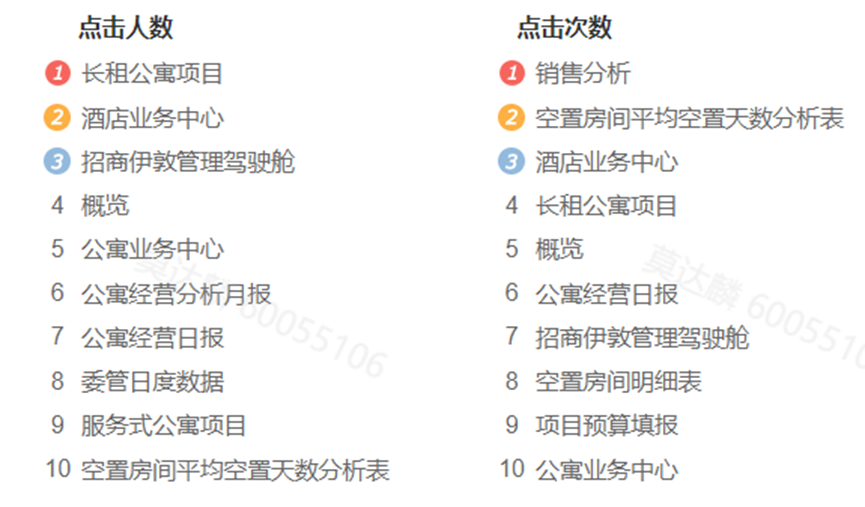 点击人数
1 长租公寓项目
2 酒店业务中心
3 招商伊敦管理驾驶舱
4 概览
5 公寓业务中心
6 公寓经营分析月报
7 公寓经营日报
8 委管日度数据
9 服务式公寓项目
10 空置房间平均空置天数分析表
点击次数
1 销售分析
2 空置房间平均空置天数分析表
3 酒店业务中心
4 长租公寓项目
5 概览
6 公寓经营日报
7 招商伊敦管理驾驶舱
8 空置房间明细表
9 项目预算填报
10 公寓业务中心
莫达麟 60055106
莫达麟 6005510